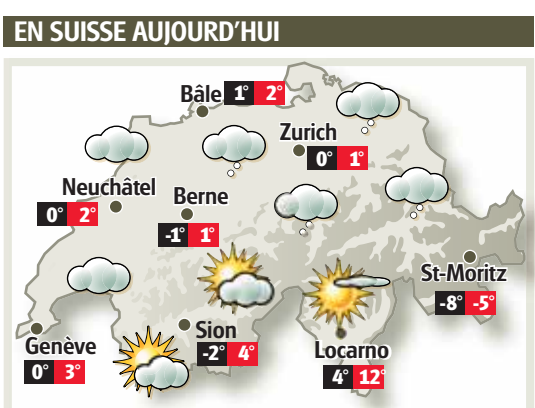 EN SUISSE AUJOURD'HUI
Bâle 1° 2°
Zurich
0° 1°
Neuchâtel
0° 2°
Berne
-1° 1°
St-Moritz
-8° -5°
Sion
-2° 4°
Genève
0° 3°
Locarno
4° 12°